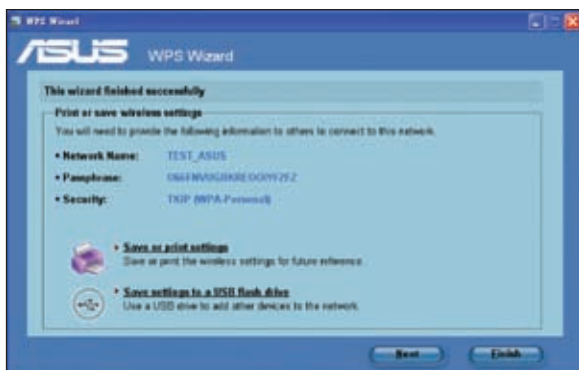 WPS Wizard
ASUS WPS Wizard
This wizard finished successfully
Print or save wireless settings
You will need to provide the following information to others to connect to this network.
• Network Name: TEST_ASUS
• Passphrase:
• Security: TKIP (WPA-Personal)
Save or print settings
Save or print the wireless settings for future reference.
Save settings to a USB flash drive
Use a USB drive to add other devices to the network.
Next Finish